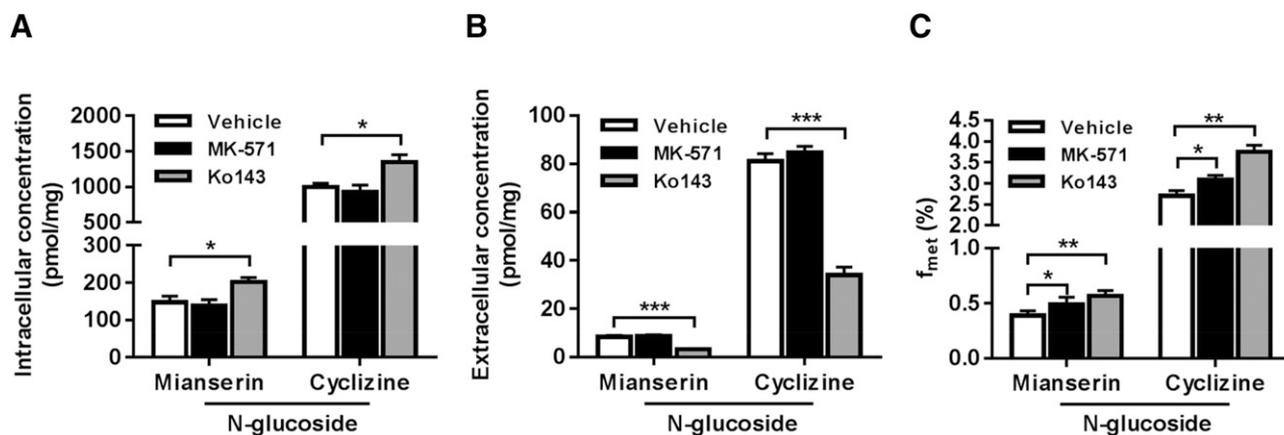 A
Intracellular concentration
(pmol/mg)
2000
1500
1000
500
200
150
100
0
Vehicle
MK-571
Ko143
*
*
Mianserin
Cyclizine
N-glucoside
B
Extracellular concentration
(pmol/mg)
100
80
60
40
20
0
Vehicle
MK-571
Ko143
***
***
Mianserin
Cyclizine
N-glucoside
C
fmet (%)
4.5
4.0
3.5
3.0
2.5
2.0
1.0
0.5
0.0
Vehicle
MK-571
Ko143
**
*
**
*
Mianserin
Cyclizine
N-glucoside